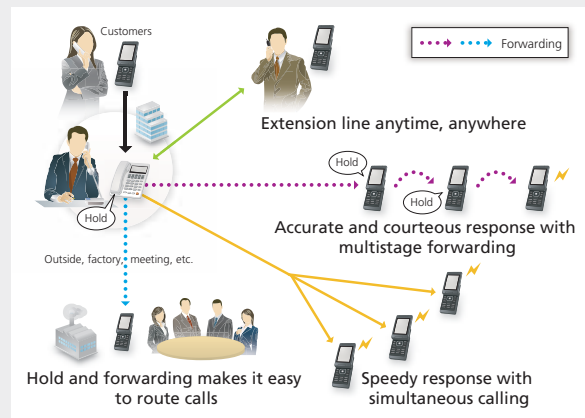 Customers
Forwarding
Extension line anytime, anywhere
Hold
Hold
Hold
Accurate and courteous response with
multistage forwarding
Outside, factory, meeting, etc.
Hold and forwarding makes it easy
to route calls
Speedy response with
simultaneous calling